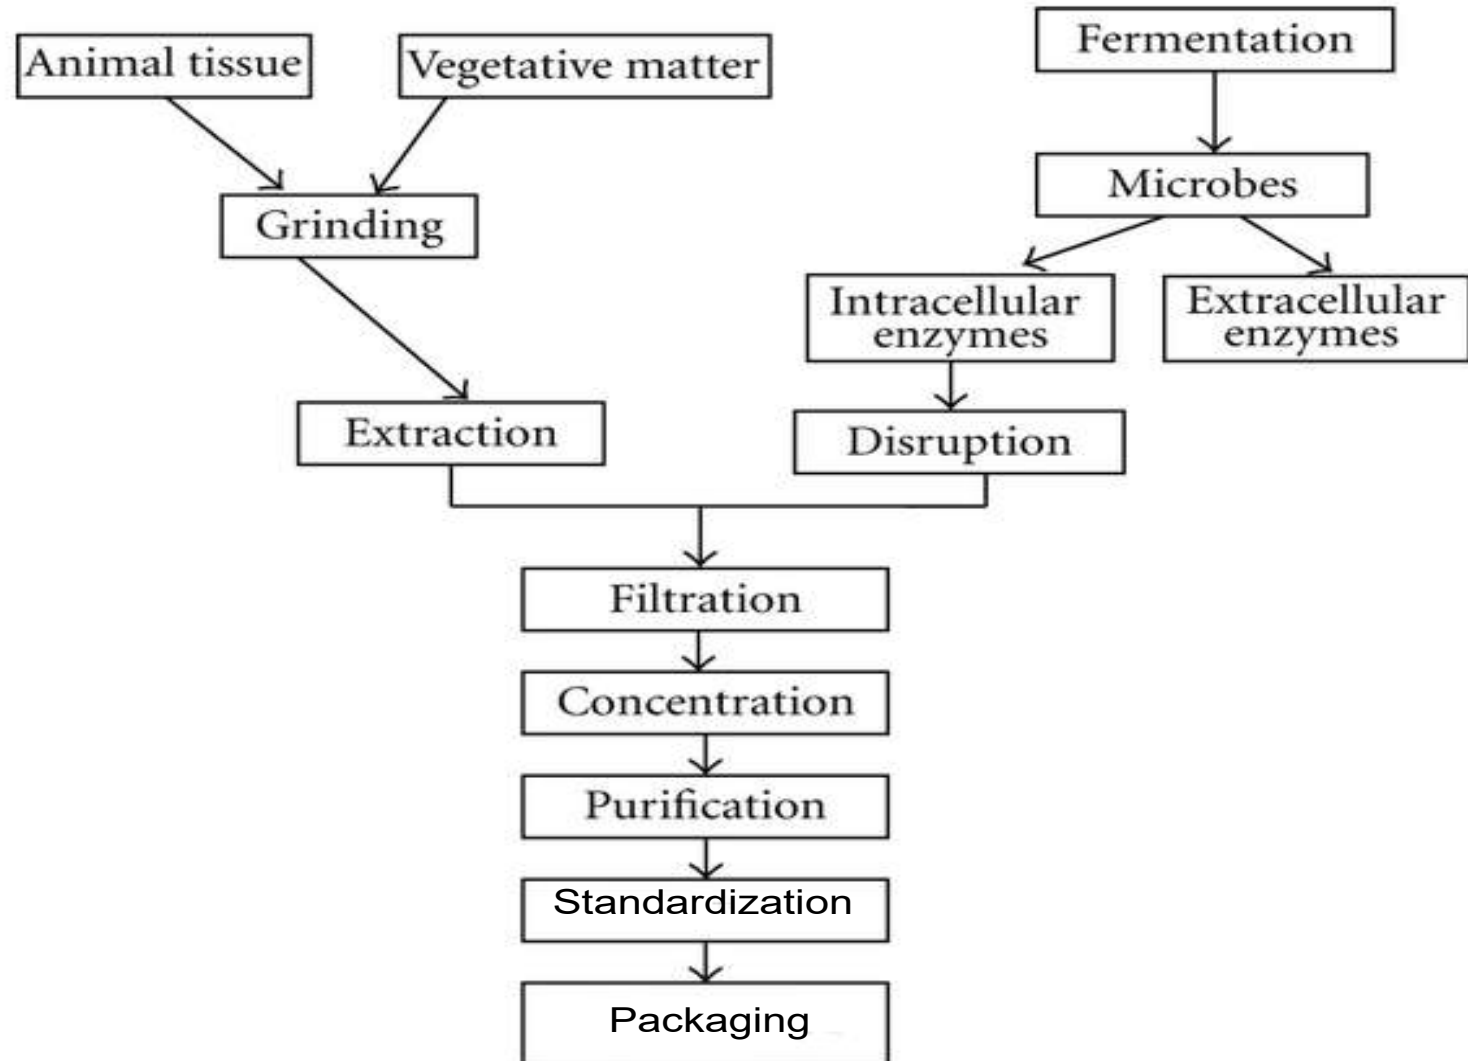 Animal tissue
Vegetative matter
Fermentation
Microbes
Grinding
Intracellular
enzymes
Extracellular
enzymes
Extraction
Disruption
Filtration
Concentration
Purification
Standardization
Packaging